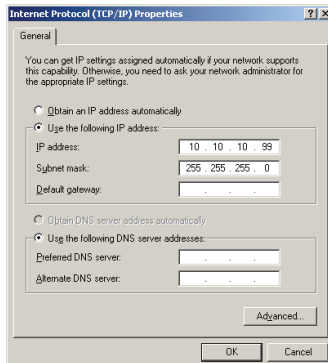 Internet Protocol (TCP/IP) Properties
General
You can get IP settings assigned automatically if your network supports
this capability. Otherwise, you need to ask your network administrator for
the appropriate IP settings.
Obtain an IP address automatically
Use the following IP address:
IP address: 10 . 10 . 10 . 99
Subnet mask: 255 . 255 . 255 . 0
Default gateway: . . .
Obtain DNS server address automatically
Use the following DNS server addresses:
Preferred DNS server: . . .
Alternate DNS server: . . .
Advanced...
OK Cancel